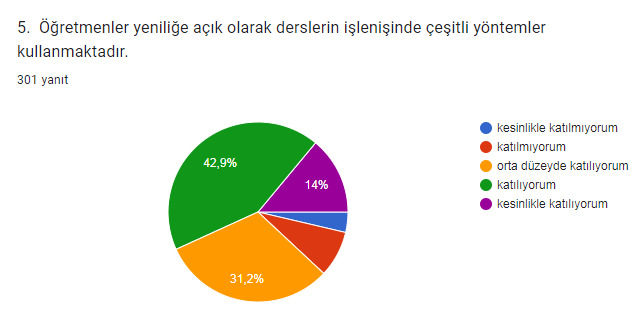 5. Öğretmenler yeniliğe açık olarak derslerin işlenişinde çeşitli yöntemler
kullanmaktadır.
301 yanıt
42,9%
14%
31,2%
kesinlikle katılmıyorum
katılmıyorum
orta düzeyde katılıyorum
katılıyorum
kesinlikle katılıyorum